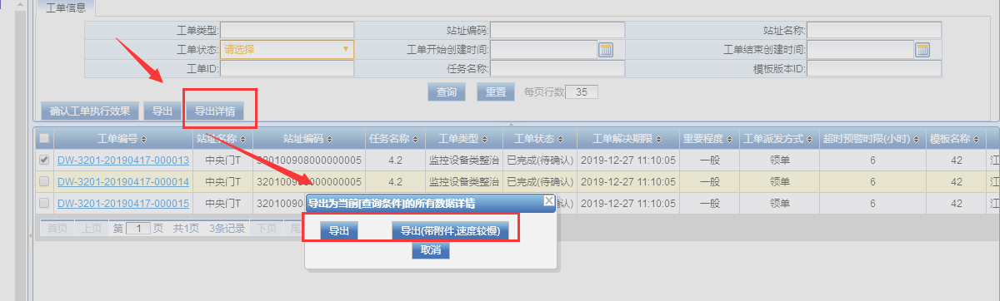 工单信息
工单类型: 站址编码: 站址名称:
工单状态: 请选择 工单开始创建时间: 工单结束创建时间:
工单ID: 任务名称: 模板版本ID:
查询 重置 每页行数 35
确认工单执行效果 导出 导出详情
工单编号 站址名称 站址编码 任务名称 工单类型 工单状态 工单解决期限 重要程度 工单派发方式 超时预警时限(小时) 模板名称
DW-3201-20190417-000013 中央门T 320100908000000005 4.2 监控设备类整治 已完成(待确认) 2019-12-27 11:10:05 一般 领单 6 42 江
DW-3201-20190417-000014 中央门T 320100908000000005 4.2 监控设备类整治 已完成(待确认) 2019-12-27 11:10:05 一般 领单 6 42 江
DW-3201-20190417-000015 中央门T 32010090 确认) 2019-12-27 11:10:05 一般 领单 6 42 江
导出为当前[查询条件]的所有数据详情
首页 上页 第 1 页 共1页 3条记录 下页 尾
导出 导出(带附件,速度较慢)
取消